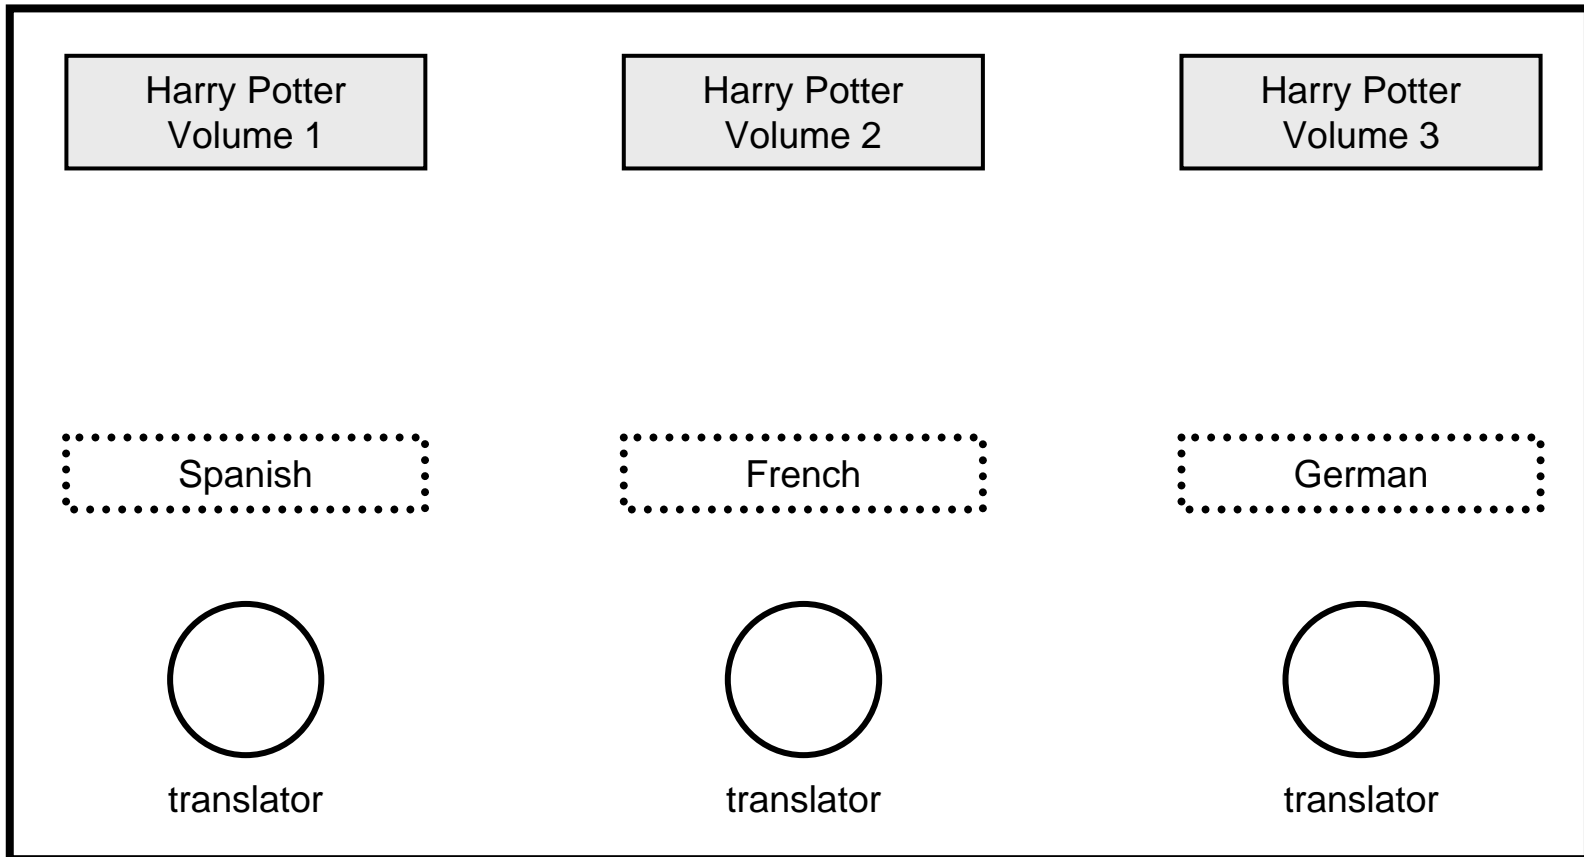 Harry Potter
Volume 1
Harry Potter
Volume 2
Harry Potter
Volume 3
Spanish
French
German
translator
translator
translator